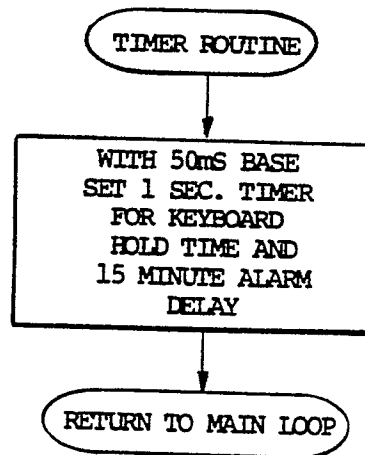 TIMER ROUTINE
WITH 50mS BASE
SET 1 SEC. TIMER
FOR KEYBOARD
HOLD TIME AND
15 MINUTE ALARM
DELAY
RETURN TO MAIN LOOP